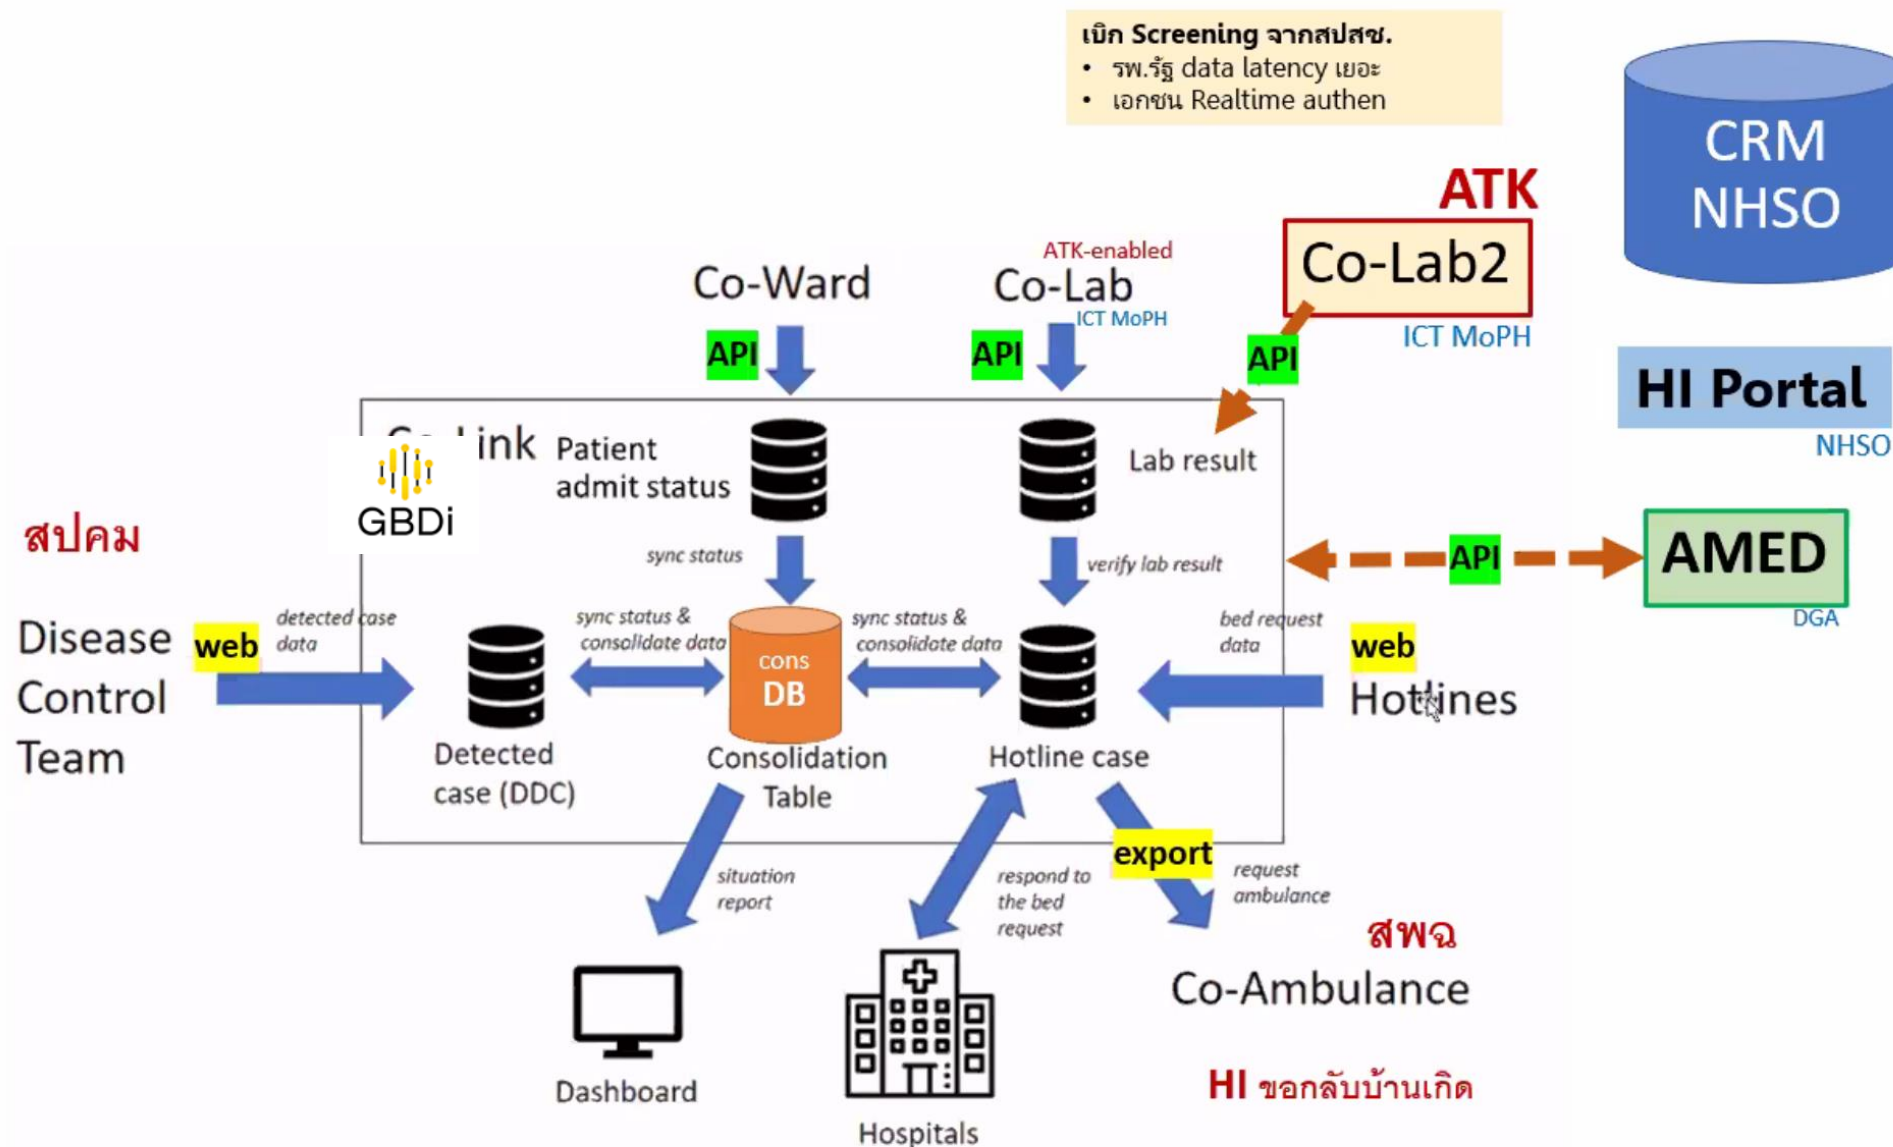 เบิก Screening จากสปสช.
• รพ.รัฐ data latency เยอะ
• เอกชน Realtime authen
CRM
NHSO
ATK
Co-Lab2
ICT MoPH
API
ATK-enabled
Co-Lab
ICT MoPH
API
Co-Ward
API
HI Portal
NHSO
ink
GBDi
Patient
admit status
Lab result
สปคม
sync status
verify lab result
API
AMED
DGA
Disease
Control
Team
web
detected case
data
sync status &
consolidate data
cons
DB
sync status &
consolidate data
bed request
data
web
Hotlines
Detected
case (DDC)
Consolidation
Table
Hotline case
export
situation
report
respond to
the bed
request
request
ambulance
สพฉ
Co-Ambulance
Dashboard
Hospitals
HI ขอกลับบ้านเกิด